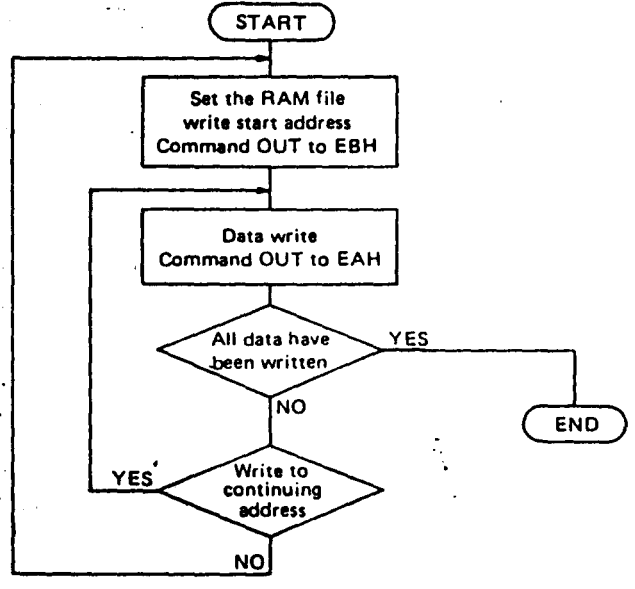 START
Set the RAM file
write start address
Command OUT to EBH
Data write
Command OUT to EAH
All data have
been written
YES
NO
END
Write to
continuing
address
YES
NO